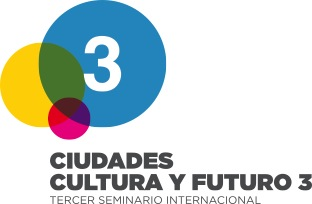 3
CIUDADES
CULTURA Y FUTURO 3
TERCER SEMINARIO INTERNACIONAL